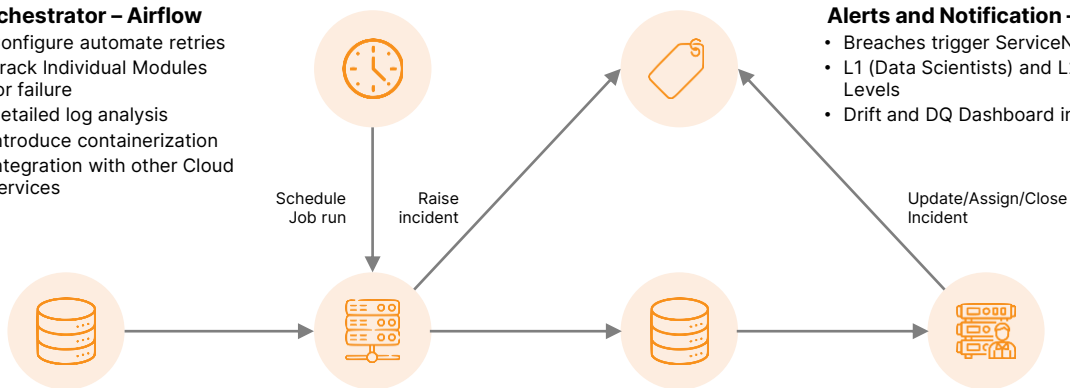 chestrator – Airflow
onfigure automate retries
rack Individual Modules
or failure
etailed log analysis
ntroduce containerization
ntegration with other Cloud
ervices
Alerts and Notification –
• Breaches trigger ServiceN
• L1 (Data Scientists) and L
Levels
• Drift and DQ Dashboard in
Schedule
Job run
Raise
incident
Update/Assign/Close
Incident